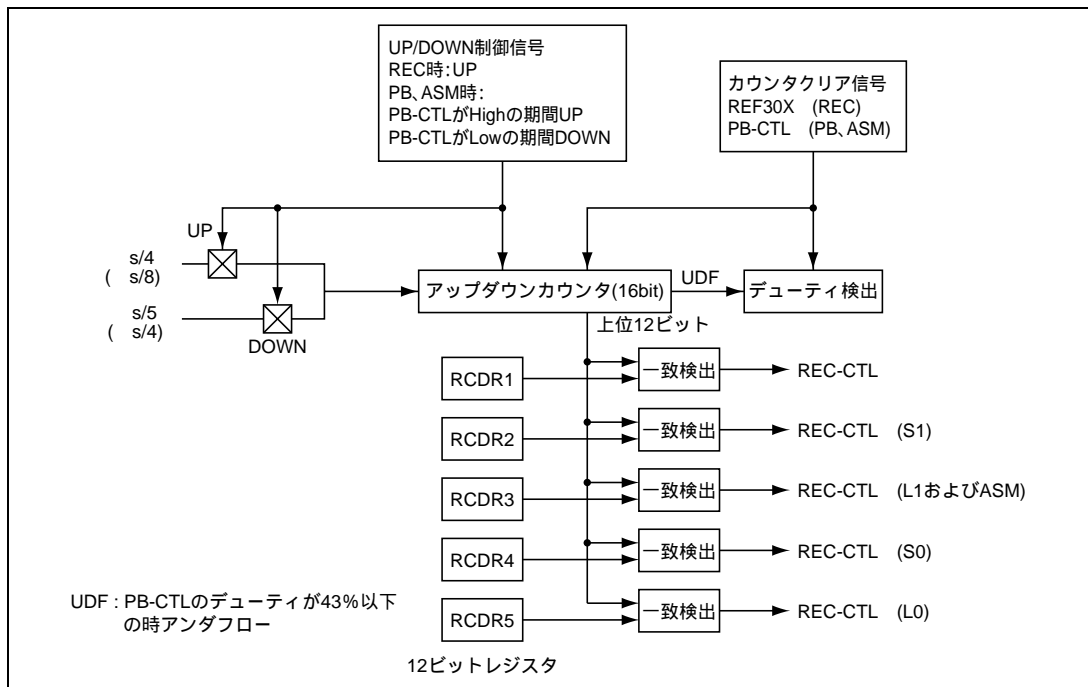 UP/DOWN制御信号
REC時：UP
PB、ASM時：
PB-CTLがHighの期間UP
PB-CTLがLowの期間DOWN
カウンタクリア信号
REF30X (REC)
PB-CTL (PB、ASM)
UP
s/4
( s/8)
s/5
( s/4)
DOWN
アップダウンカウンタ(16bit)
UDF
デューティ検出
上位12ビット
RCDR1
一致検出
REC-CTL
RCDR2
一致検出
REC-CTL (S1)
RCDR3
一致検出
REC-CTL (L1およびASM)
RCDR4
一致検出
REC-CTL (S0)
RCDR5
一致検出
REC-CTL (L0)
UDF : PB-CTLのデューティが43%以下
の時アンダフロー
12ビットレジスタ